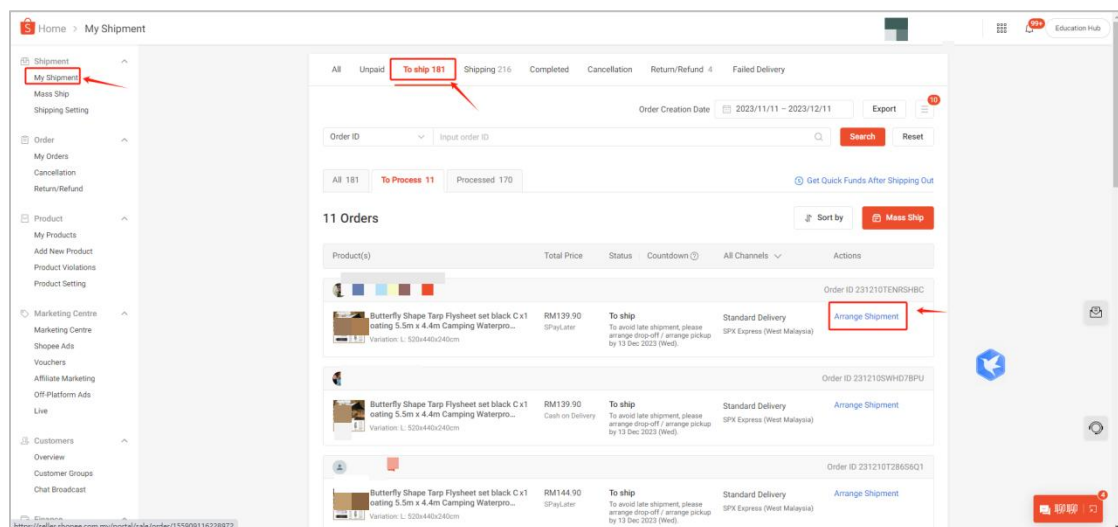 Home > My Shipment
99+
Education Hub
Shipment
My Shipment
Mass Ship
Shipping Setting
Order
My Orders
Cancellation
Return/Refund
Product
My Products
Add New Product
Product Violations
Product Setting
Marketing Centre
Marketing Centre
Shopee Ads
Vouchers
Affiliate Marketing
Off-Platform Ads
Live
Customers
Overview
Customer Groups
Chat Broadcast
Finance
All Unpaid To ship 181 Shipping 216 Completed Cancellation Return/Refund 4 Failed Delivery
Order Creation Date 2023/11/11 – 2023/12/11 Export 10
Order ID Input order ID Search Reset
All 181 To Process 11 Processed 170 Get Quick Funds After Shipping Out
11 Orders Sort by Mass Ship
Product(s) Total Price Status Countdown All Channels Actions
Order ID 231210TENRSHBC
Butterfly Shape Tarp Flysheet set black C x1 RM139.90 To ship Standard Delivery Arrange Shipment
oating 5.5m x 4.4m Camping Waterpro... SPayLater To avoid late shipment, please SPX Express (West Malaysia)
arrange drop-off / arrange pickup
Variation: L: 520x440x240cm by 13 Dec 2023 (Wed).
Order ID 231210SWHD7BPU
Butterfly Shape Tarp Flysheet set black C x1 RM139.90 To ship Standard Delivery Arrange Shipment
oating 5.5m x 4.4m Camping Waterpro... Cash on Delivery To avoid late shipment, please SPX Express (West Malaysia)
arrange drop-off / arrange pickup
Variation: L: 520x440x240cm by 13 Dec 2023 (Wed).
Order ID 231210T286S6Q1
Butterfly Shape Tarp Flysheet set black C x1 RM144.90 To ship Standard Delivery Arrange Shipment
oating 5.5m x 4.4m Camping Waterpro... SPayLater To avoid late shipment, please SPX Express (West Malaysia)
arrange drop-off / arrange pickup
Variation: L: 520x440x240cm by 13 Dec 2023 (Wed).
4
聊聊